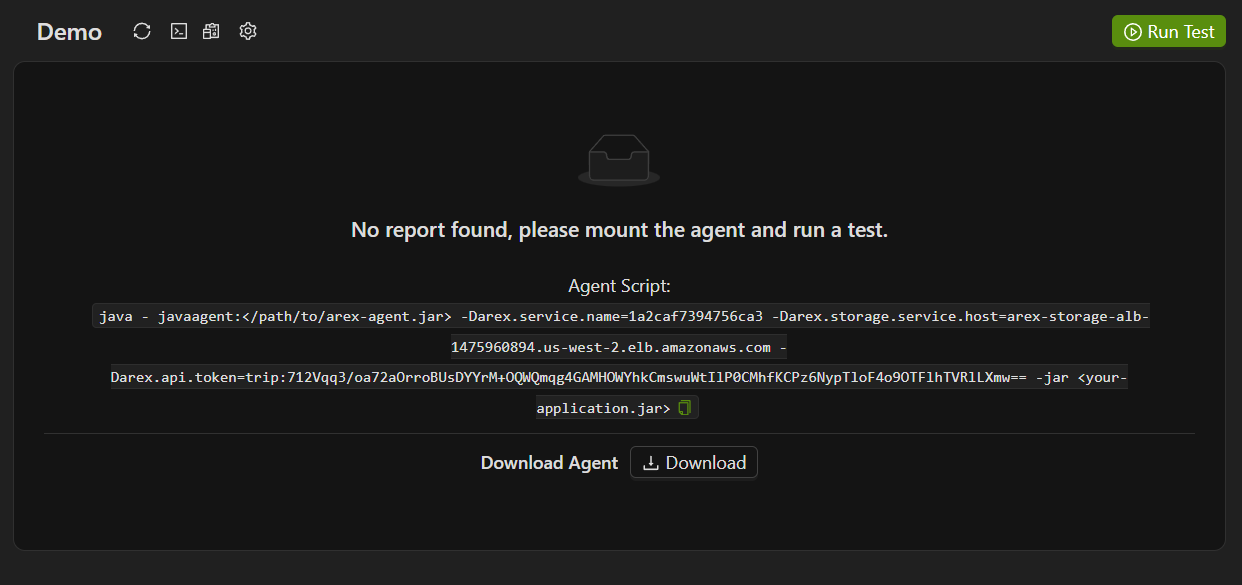 Demo
Run Test
No report found, please mount the agent and run a test.
Agent Script:
java - javaagent:</path/to/arex-agent.jar> -Darex.service.name=1a2caf7394756ca3 -Darex.storage.service.host=arex-storage-alb-
1475960894.us-west-2.elb.amazonaws.com -
Darex.api.token=trip:712Vqq3/oa72aOrroBUsDYYrM+OQWQmqg4GAMHOWYhkCmswuWtIlP0CMhfKCPz6NypTloF4o9OTFlhTVRlLXmw== -jar <your-
application.jar>
Download Agent
Download